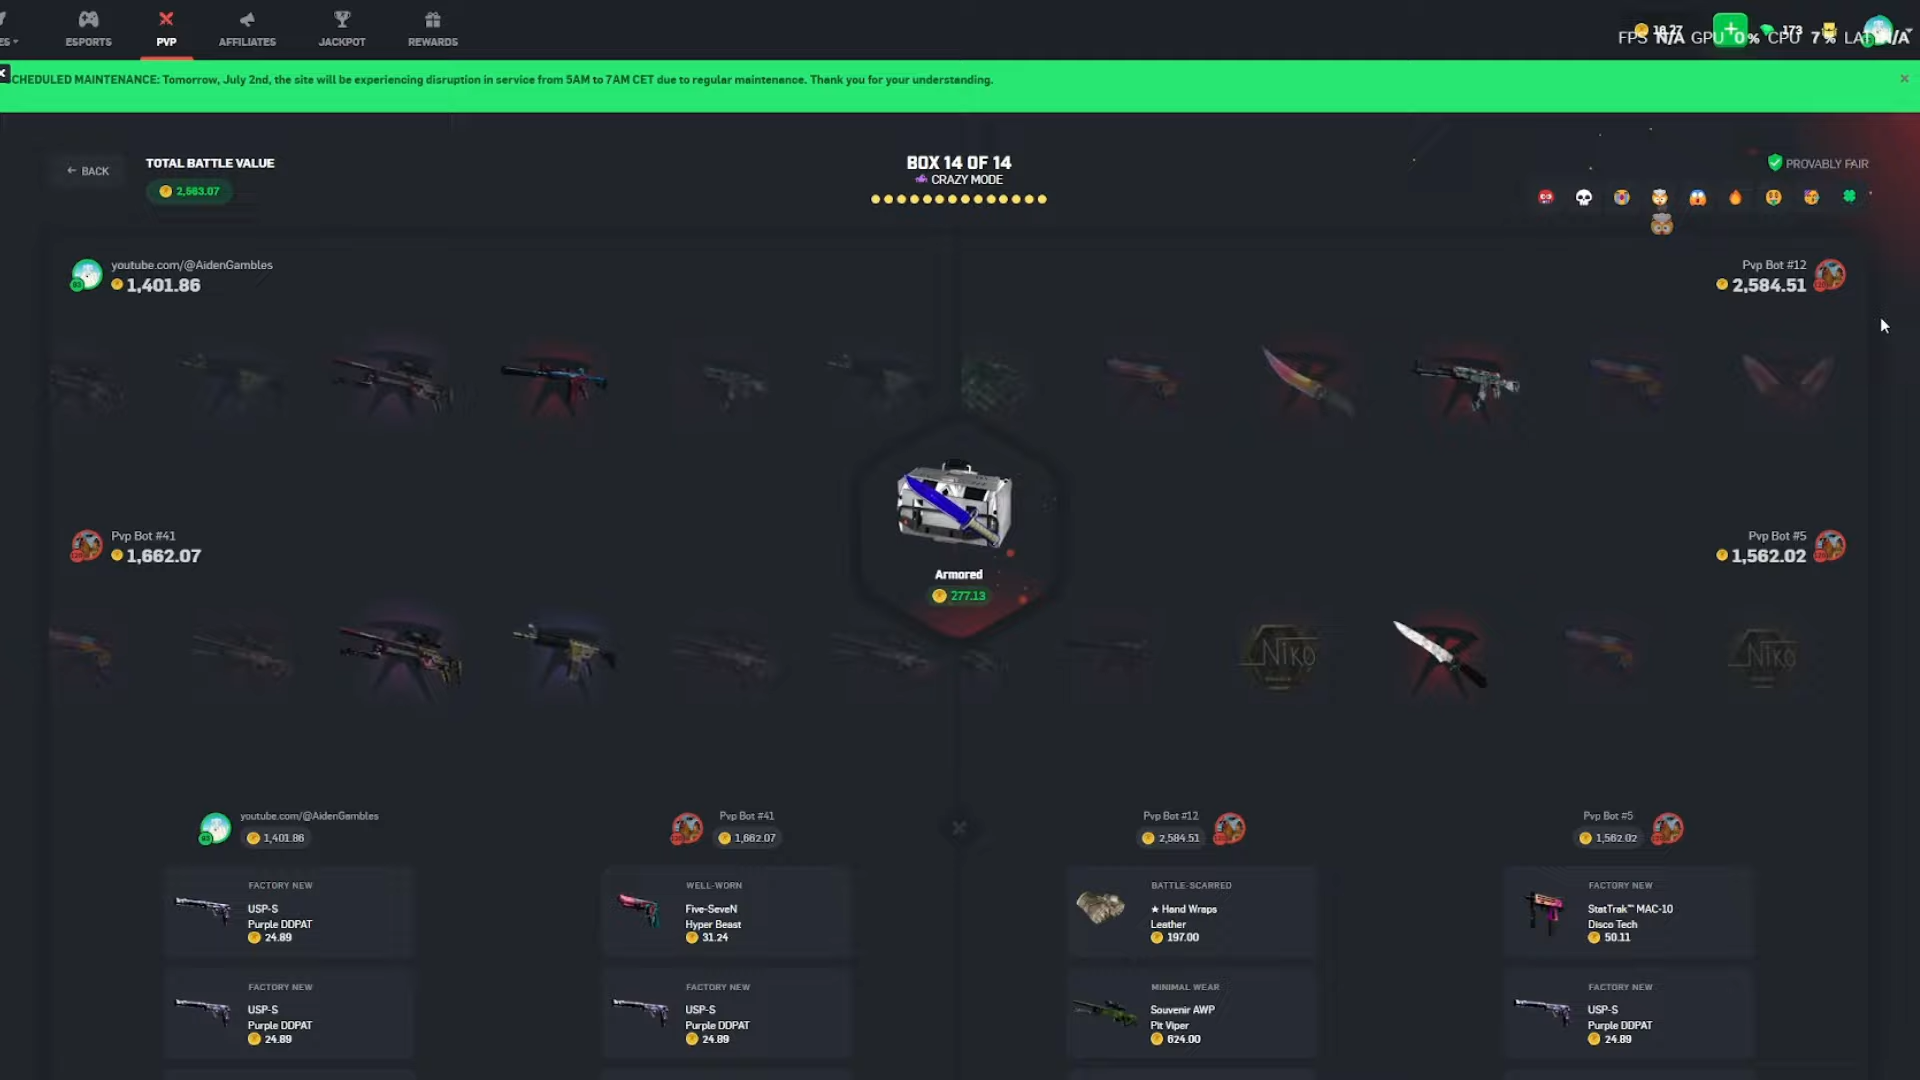 ES
ESPORTS
PVP
AFFILIATES
JACKPOT
REWARDS
173
FPS N/A GPU 0% CPU 7% LAT N/A
CHEDULED MAINTENANCE: Tomorrow, July 2nd, the site will be experiencing disruption in service from 5AM to 7AM CET due to regular maintenance. Thank you for your understanding.
BACK
TOTAL BATTLE VALUE
2,563.07
BOX 14 OF 14
CRAZY MODE
PROVABLY FAIR
youtube.com/@AidenGambles
1,401.86
Pvp Bot #12
2,584.51
Pvp Bot #41
1,662.07
Pvp Bot #5
1,562.02
Armored
277.13
NiKo
NiKo
youtube.com/@AidenGambles
1,401.86
Pvp Bot #41
1,662.07
Pvp Bot #12
2,584.51
Pvp Bot #5
1,562.02
FACTORY NEW
USP-S
Purple DDPAT
24.89
WELL-WORN
Five-SeveN
Hyper Beast
31.24
BATTLE-SCARRED
★ Hand Wraps
Leather
197.00
FACTORY NEW
StatTrak™ MAC-10
Disco Tech
50.11
FACTORY NEW
USP-S
Purple DDPAT
24.89
FACTORY NEW
USP-S
Purple DDPAT
24.89
MINIMAL WEAR
Souvenir AWP
Pit Viper
624.00
FACTORY NEW
USP-S
Purple DDPAT
24.89